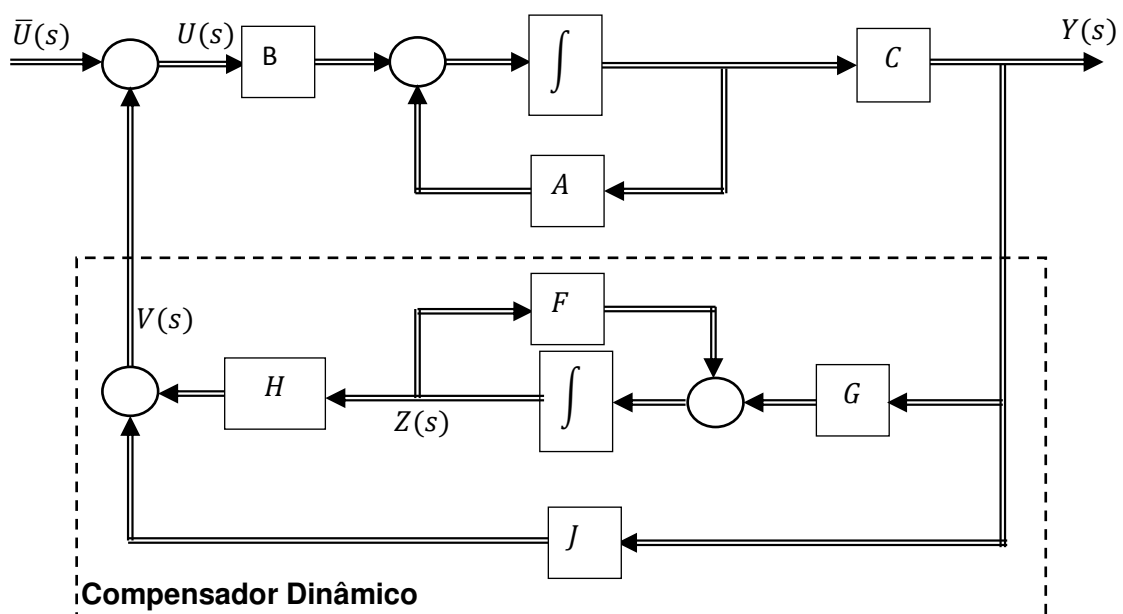 Ū(s)
U(s)
B
∫
C
Y(s)
A
F
V(s)
H
Z(s)
∫
G
J
Compensador Dinâmico